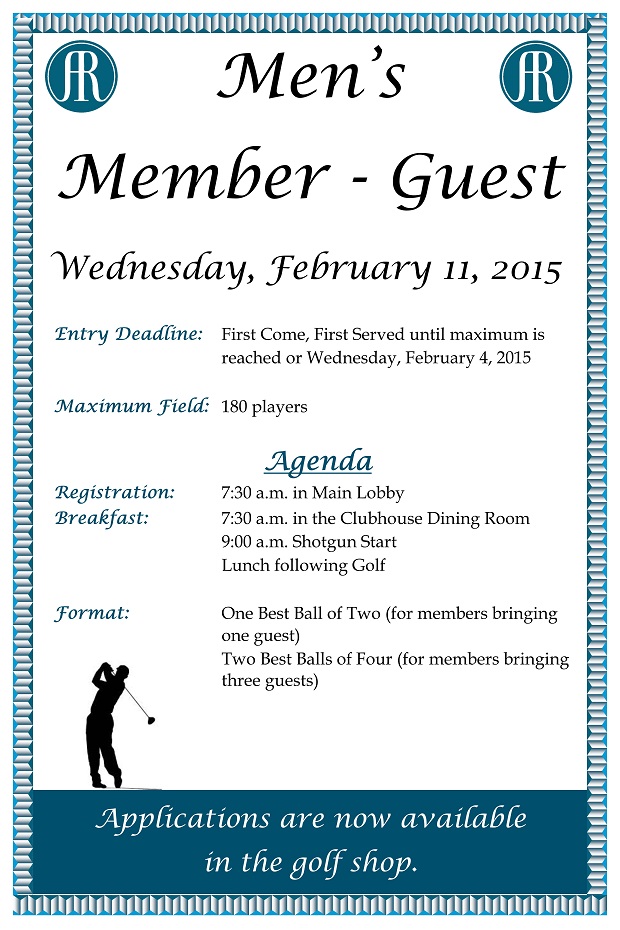 AR
AR
Men's
Member - Guest
Wednesday, February 11, 2015
Entry Deadline: First Come, First Served until maximum is
reached or Wednesday, February 4, 2015
Maximum Field: 180 players
Agenda
Registration: 7:30 a.m. in Main Lobby
Breakfast: 7:30 a.m. in the Clubhouse Dining Room
9:00 a.m. Shotgun Start
Lunch following Golf
Format: One Best Ball of Two (for members bringing
one guest)
Two Best Balls of Four (for members bringing
three guests)
Applications are now available
in the golf shop.